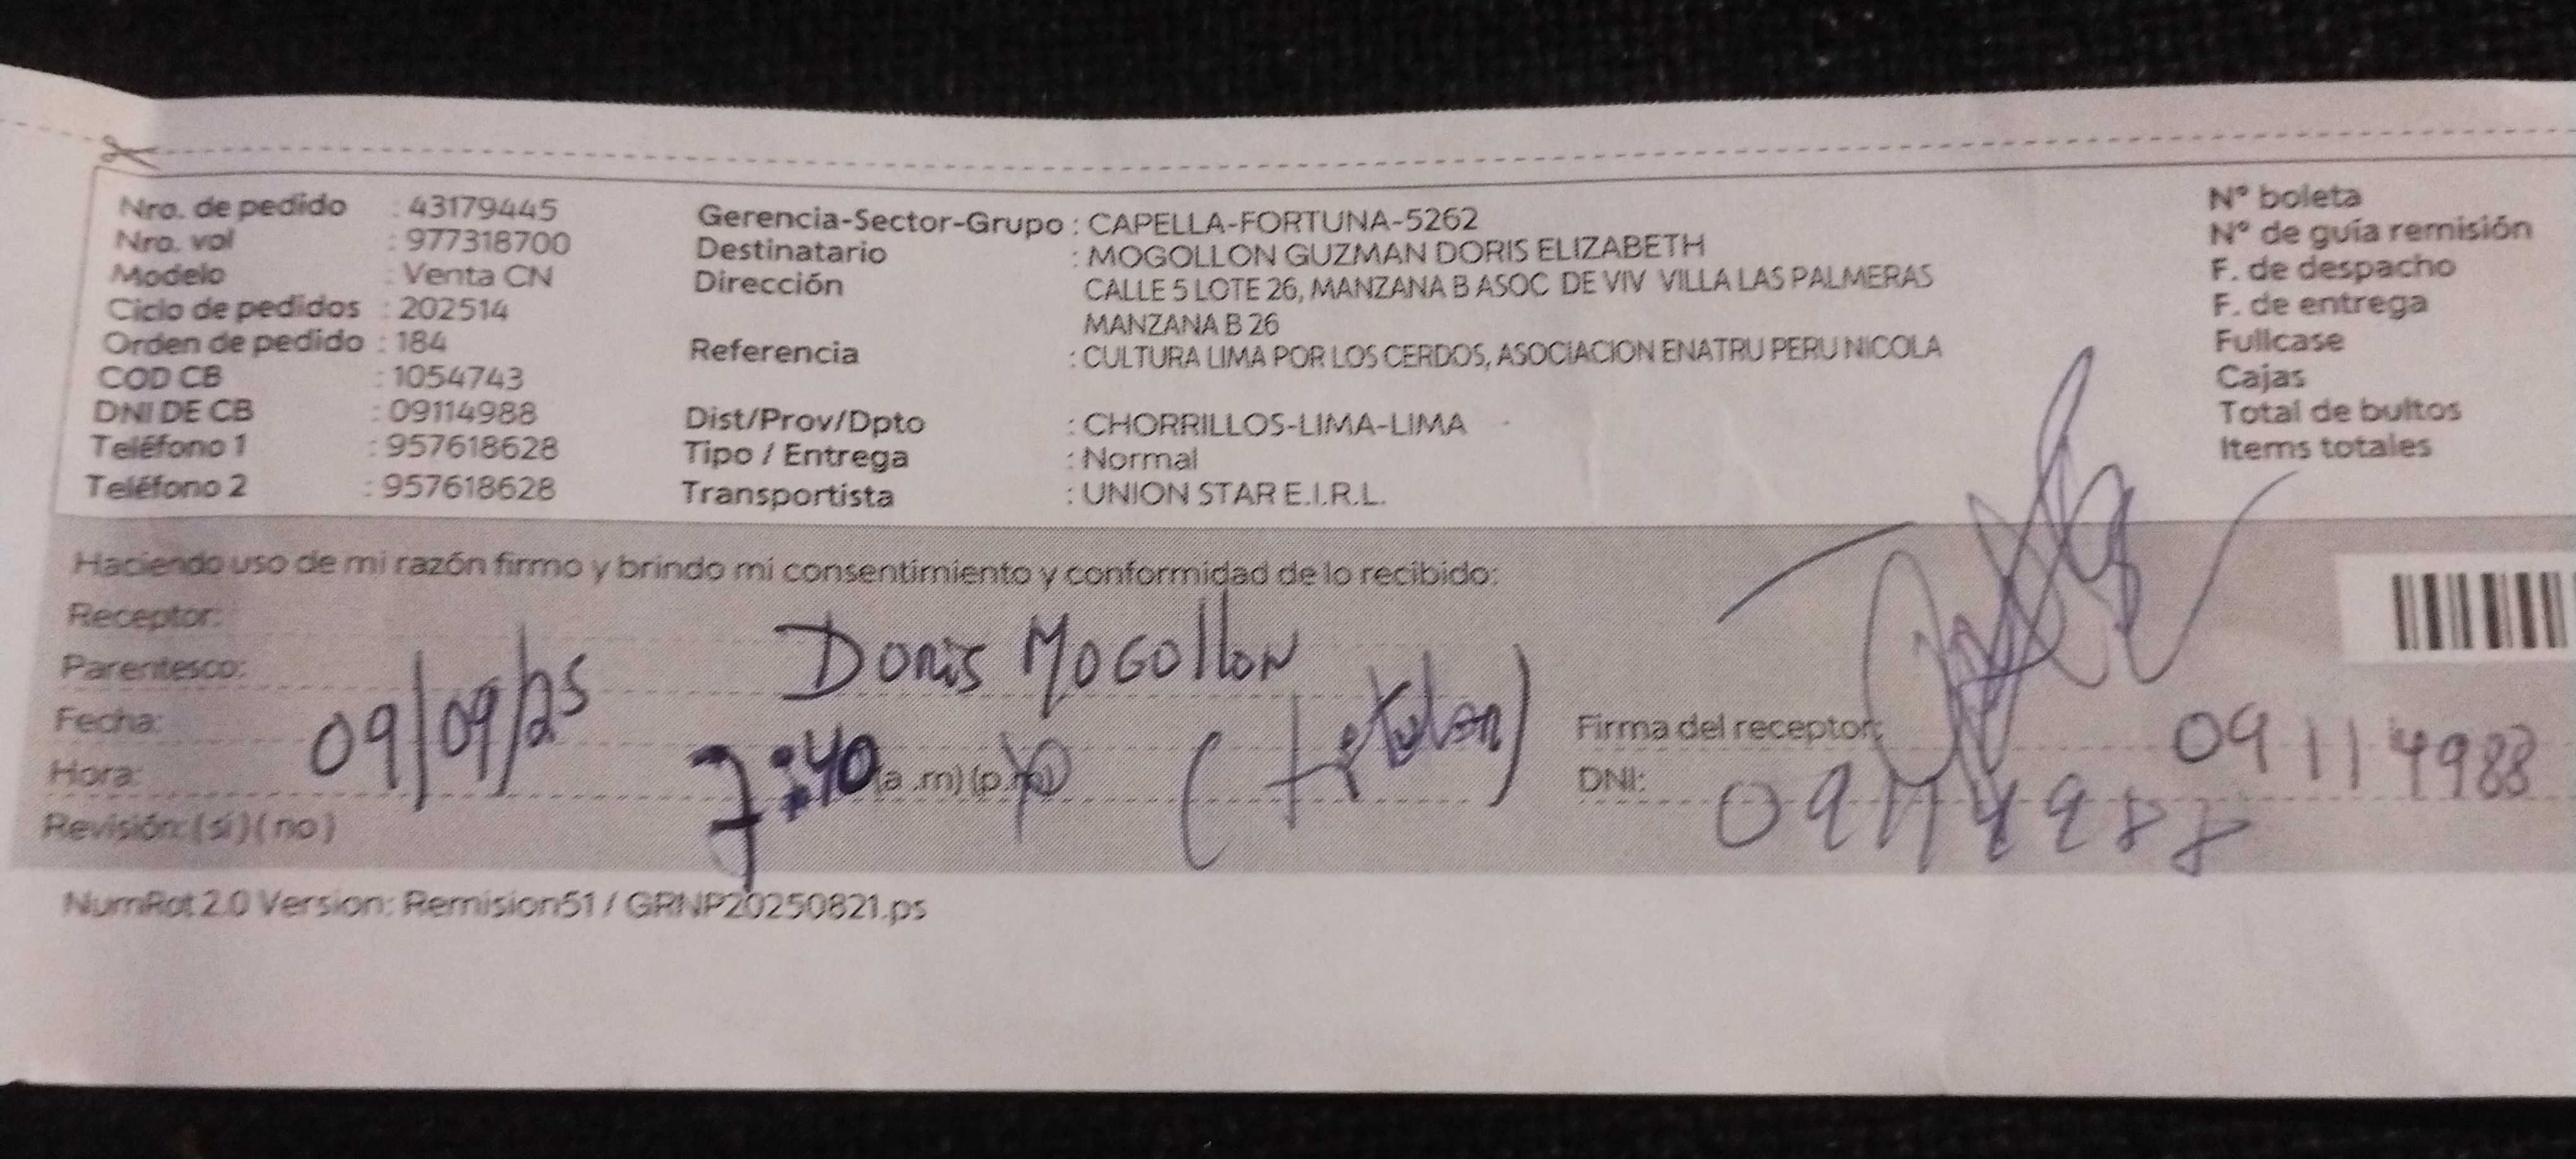 Nro. de pedido : 43179445
Nro. vol : 977318700
Modelo : Venta CN
Ciclo de pedidos : 202514
Orden de pedido : 184
COD CB : 1054743
DNI DE CB : 09114988
Teléfono 1 : 957618628
Teléfono 2 : 957618628
Gerencia-Sector-Grupo : CAPELLA-FORTUNA-5262
Destinatario : MOGOLLON GUZMAN DORIS ELIZABETH
Dirección CALLE 5 LOTE 26, MANZANA B ASOC DE VIV VILLA LAS PALMERAS
MANZANA B 26
Referencia : CULTURA LIMA POR LOS CERDOS, ASOCIACION ENATRU PERU NICOLA
Dist/Prov/Dpto : CHORRILLOS-LIMA-LIMA
Tipo / Entrega : Normal
Transportista : UNION STAR E.I.R.L.
N° boleta
N° de guía remisión
F. de despacho
F. de entrega
Fullcase
Cajas
Total de bultos
Items totales
Haciendo uso de mi razón firmo y brindo mi consentimiento y conformidad de lo recibido:
Receptor:
Doris Mogollon
Parentesco:
(titular)
Fecha: 09/09/25
Hora: 7:40 (a .m) (p.m)
Revisión: (si) ( no )
Firma del receptor:
09114988
DNI: 09114988
NumRot 2.0 Version: Remision51 / GRNP20250821.ps